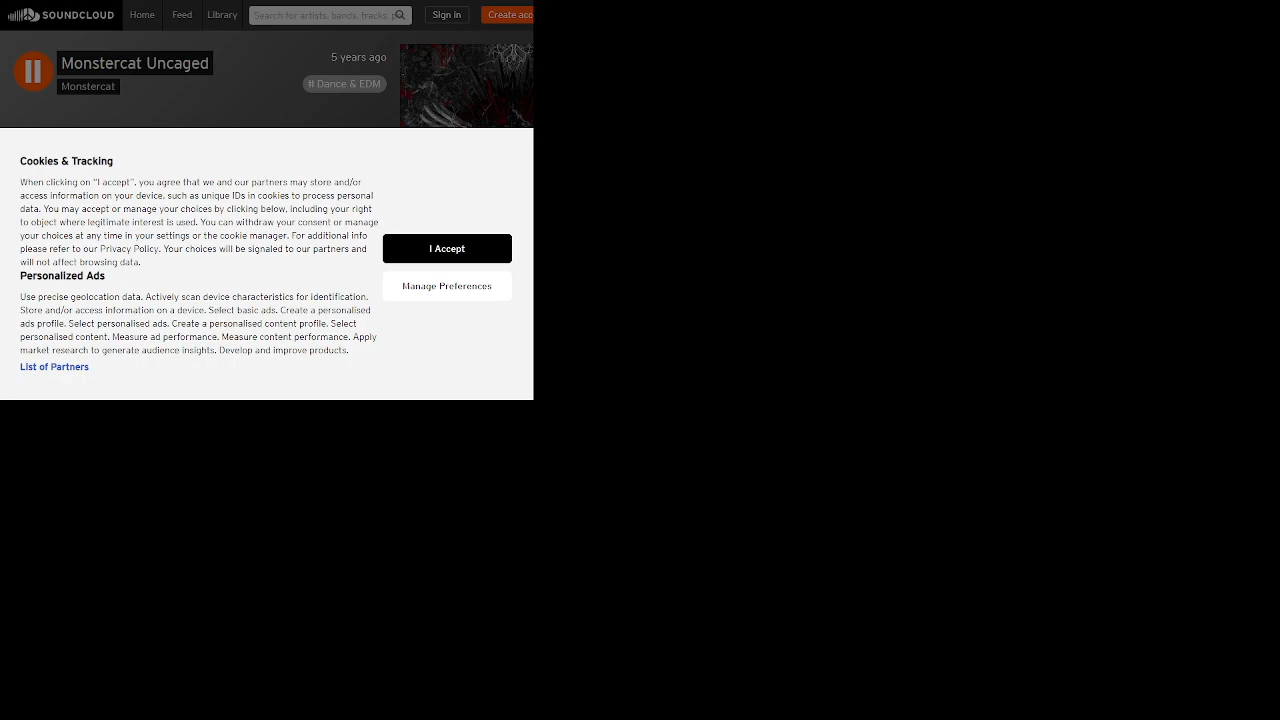 SOUNDCLOUD Home Feed Library Search for artists, bands, tracks, Sign in Create acc
Monstercat Uncaged 5 years ago
Monstercat # Dance & EDM
Cookies & Tracking
When clicking on "I accept", you agree that we and our partners may store and/or
access information on your device, such as unique IDs in cookies to process personal
data. You may accept or manage your choices by clicking below, including your right
to object where legitimate interest is used. You can withdraw your consent or manage
your choices at any time in your settings or the cookie manager. For additional info
please refer to our Privacy Policy. Your choices will be signaled to our partners and
will not affect browsing data.
Personalized Ads
Use precise geolocation data. Actively scan device characteristics for identification.
Store and/or access information on a device. Select basic ads. Create a personalised
ads profile. Select personalised ads. Create a personalised content profile. Select
personalised content. Measure ad performance. Measure content performance. Apply
market research to generate audience insights. Develop and improve products.
List of Partners
I Accept
Manage Preferences